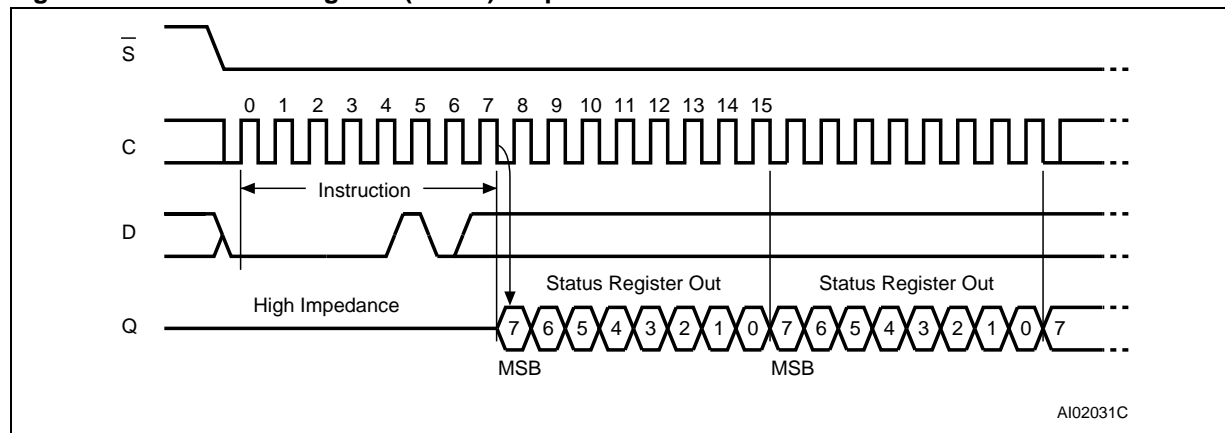 S
0 1 2 3 4 5 6 7 8 9 10 11 12 13 14 15
C
Instruction
D
Status Register Out Status Register Out
High Impedance
Q
7 6 5 4 3 2 1 0 7 6 5 4 3 2 1 0 7
MSB MSB
AI02031C